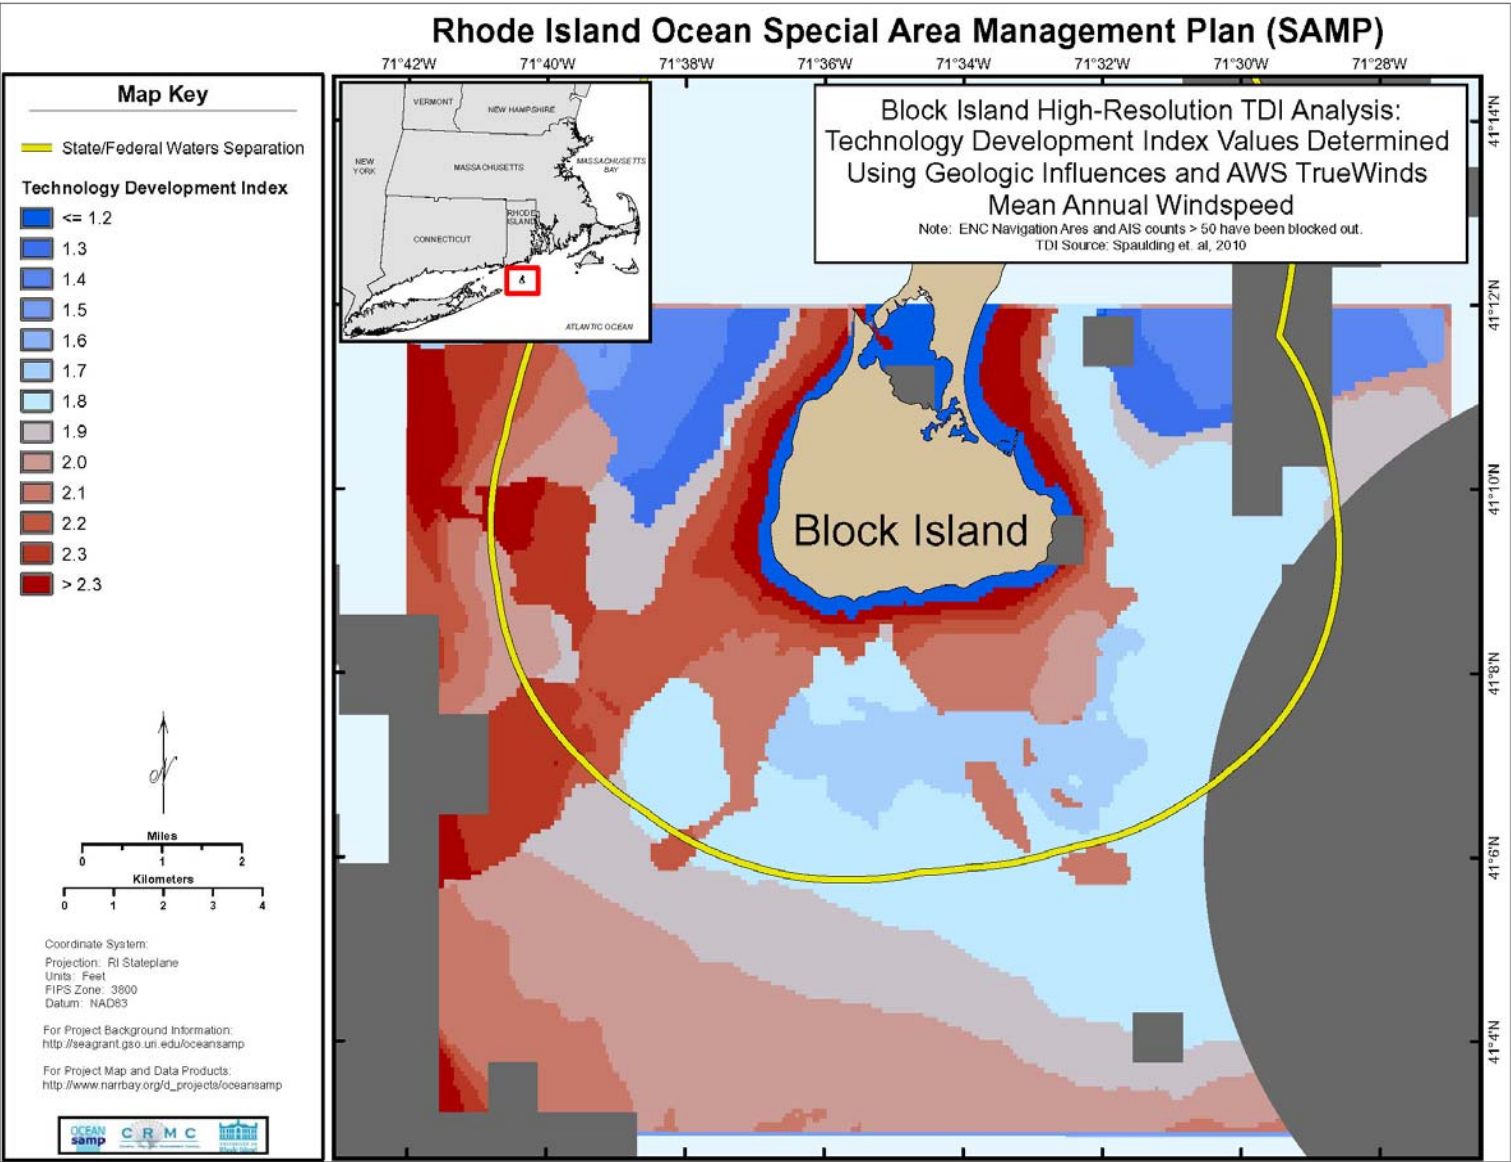 Rhode Island Ocean Special Area Management Plan (SAMP)
71°42'W 71°40'W 71°38'W 71°36'W 71°34'W 71°32'W 71°30'W 71°28'W
Map Key
State/Federal Waters Separation
Technology Development Index
<= 1.2
1.3
1.4
1.5
1.6
1.7
1.8
1.9
2.0
2.1
2.2
2.3
> 2.3
N
Miles
0 1 2
Kilometers
0 1 2 3 4
Coordinate System:
Projection: RI Stateplane
Units: Feet
FIPS Zone: 3800
Datum: NAD83
For Project Background Information:
http://seagrant.gso.uri.edu/oceansamp
For Project Map and Data Products:
http://www.narrbay.org/d_projects/oceansamp
OCEAN
samp
CRMC
VERMONT
NEW HAMPSHIRE
NEW
YORK
MASSACHUSETTS
MASSACHUSETTS
BAY
RHODE
ISLAND
CONNECTICUT
ATLANTIC OCEAN
Block Island High-Resolution TDI Analysis:
Technology Development Index Values Determined
Using Geologic Influences and AWS TrueWinds
Mean Annual Windspeed
Note: ENC Navigation Ares and AIS counts > 50 have been blocked out.
TDI Source: Spaulding et. al, 2010
Block Island
41°14'N
41°12'N
41°10'N
41°8'N
41°6'N
41°4'N